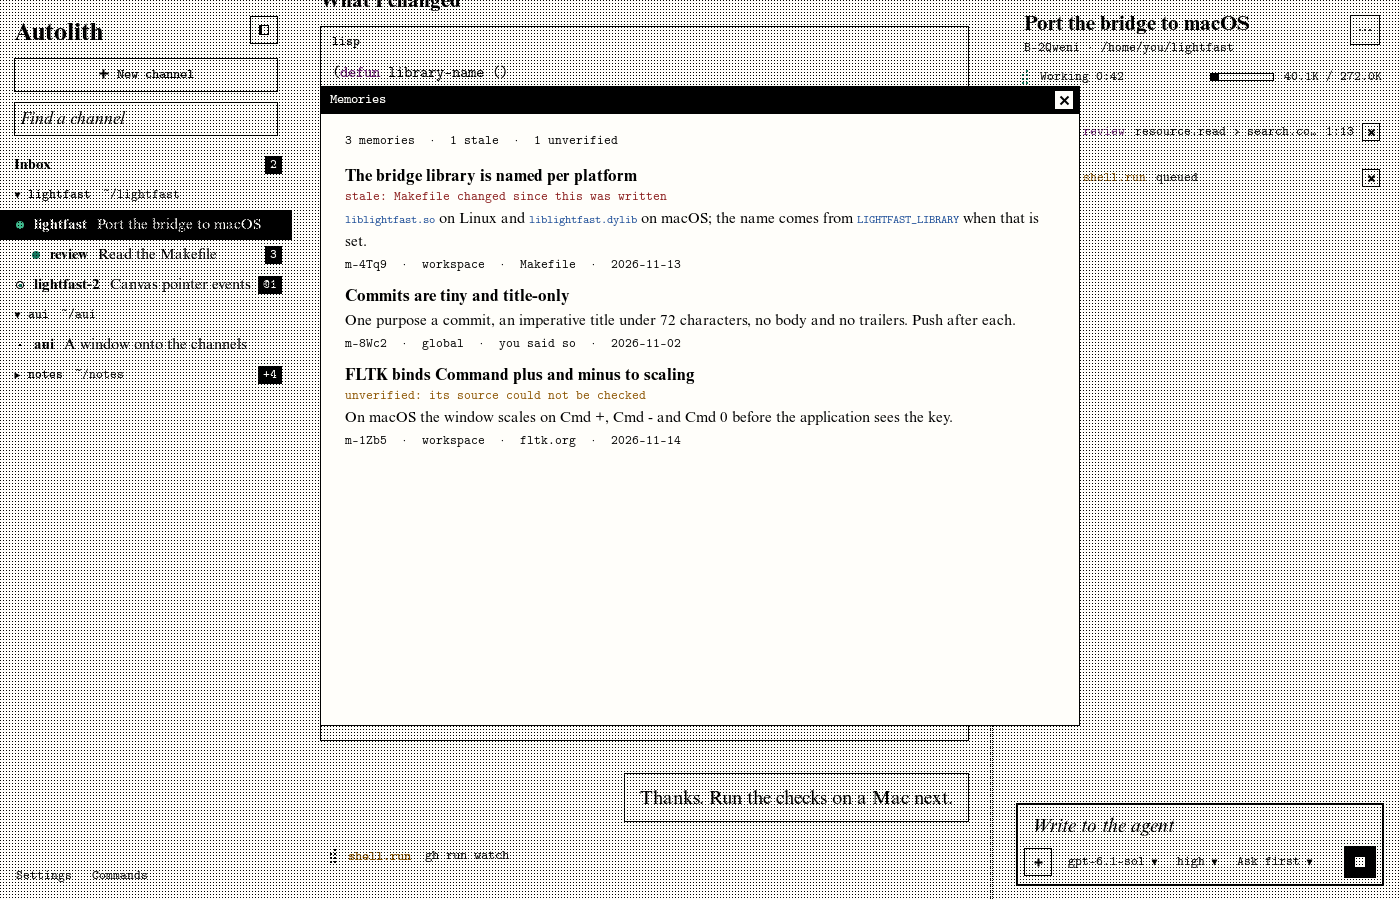 Autolith
+ New channel
Find a channel
Inbox 2
▾ lightfast ~/lightfast
lightfast Port the bridge to macOS
review Read the Makefile 3
lightfast-2 Canvas pointer events @1
▾ aui ~/aui
· aui A window onto the channels
▸ notes ~/notes +4
Settings Commands
What I changed
lisp
(defun library-name ()
Memories
3 memories · 1 stale · 1 unverified
The bridge library is named per platform
stale: Makefile changed since this was written
liblightfast.so on Linux and liblightfast.dylib on macOS; the name comes from LIGHTFAST_LIBRARY when that is
set.
m-4Tq9 · workspace · Makefile · 2026-11-13
Commits are tiny and title-only
One purpose a commit, an imperative title under 72 characters, no body and no trailers. Push after each.
m-8Wc2 · global · you said so · 2026-11-02
FLTK binds Command plus and minus to scaling
unverified: its source could not be checked
On macOS the window scales on Cmd +, Cmd - and Cmd 0 before the application sees the key.
m-1Zb5 · workspace · fltk.org · 2026-11-14
Thanks. Run the checks on a Mac next.
shell.run gh run watch
Port the bridge to macOS
B-2Qweni · /home/you/lightfast
Working 0:42 40.1K / 272.0K
review resource.read › search.co… 1:13
shell.run queued
Write to the agent
+ gpt-6.1-sol ▾ high ▾ Ask first ▾